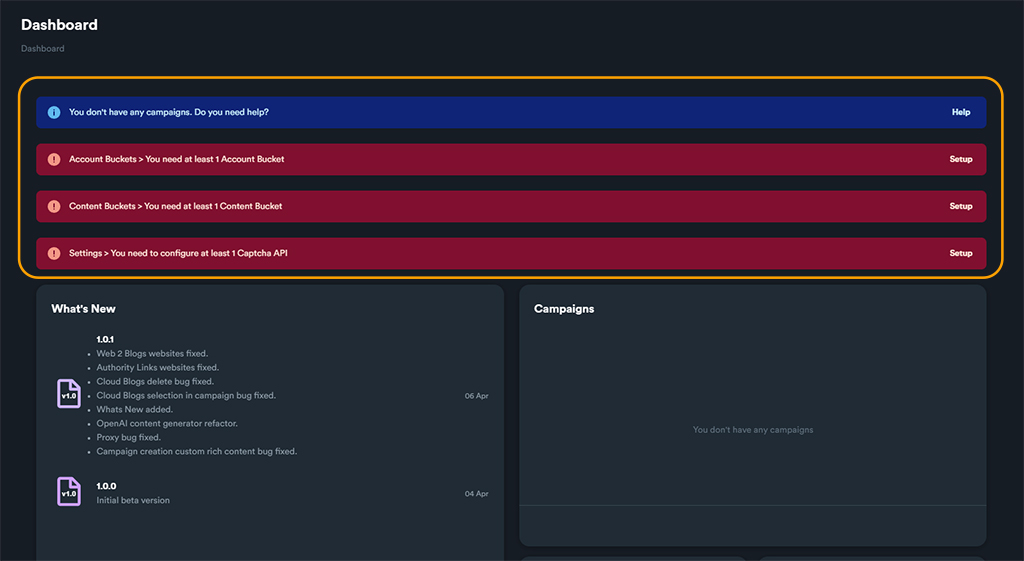 Dashboard
Dashboard
You don't have any campaigns. Do you need help?
Help
Account Buckets > You need at least 1 Account Bucket
Setup
Content Buckets > You need at least 1 Content Bucket
Setup
Settings > You need to configure at least 1 Captcha API
Setup
What's New
1.0.1
Web 2 Blogs websites fixed.
Authority Links websites fixed.
Cloud Blogs delete bug fixed.
Cloud Blogs selection in campaign bug fixed.
Whats New added.
OpenAI content generator refactor.
Proxy bug fixed.
Campaign creation custom rich content bug fixed.
v1.0
06 Apr
1.0.0
Initial beta version
v1.0
04 Apr
Campaigns
You don't have any campaigns